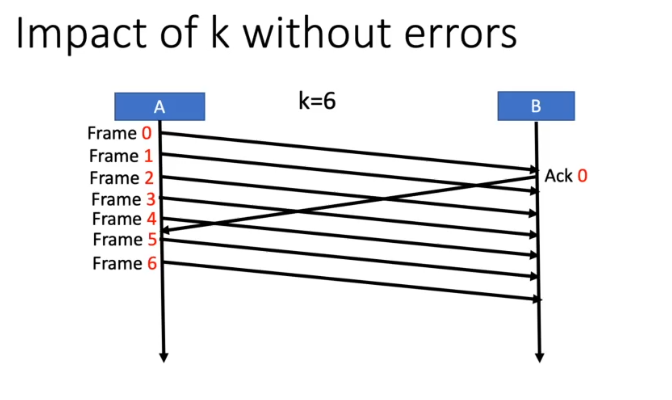 Impact of k without errors
A
k=6
B
Frame 0
Frame 1
Frame 2
Ack 0
Frame 3
Frame 4
Frame 5
Frame 6